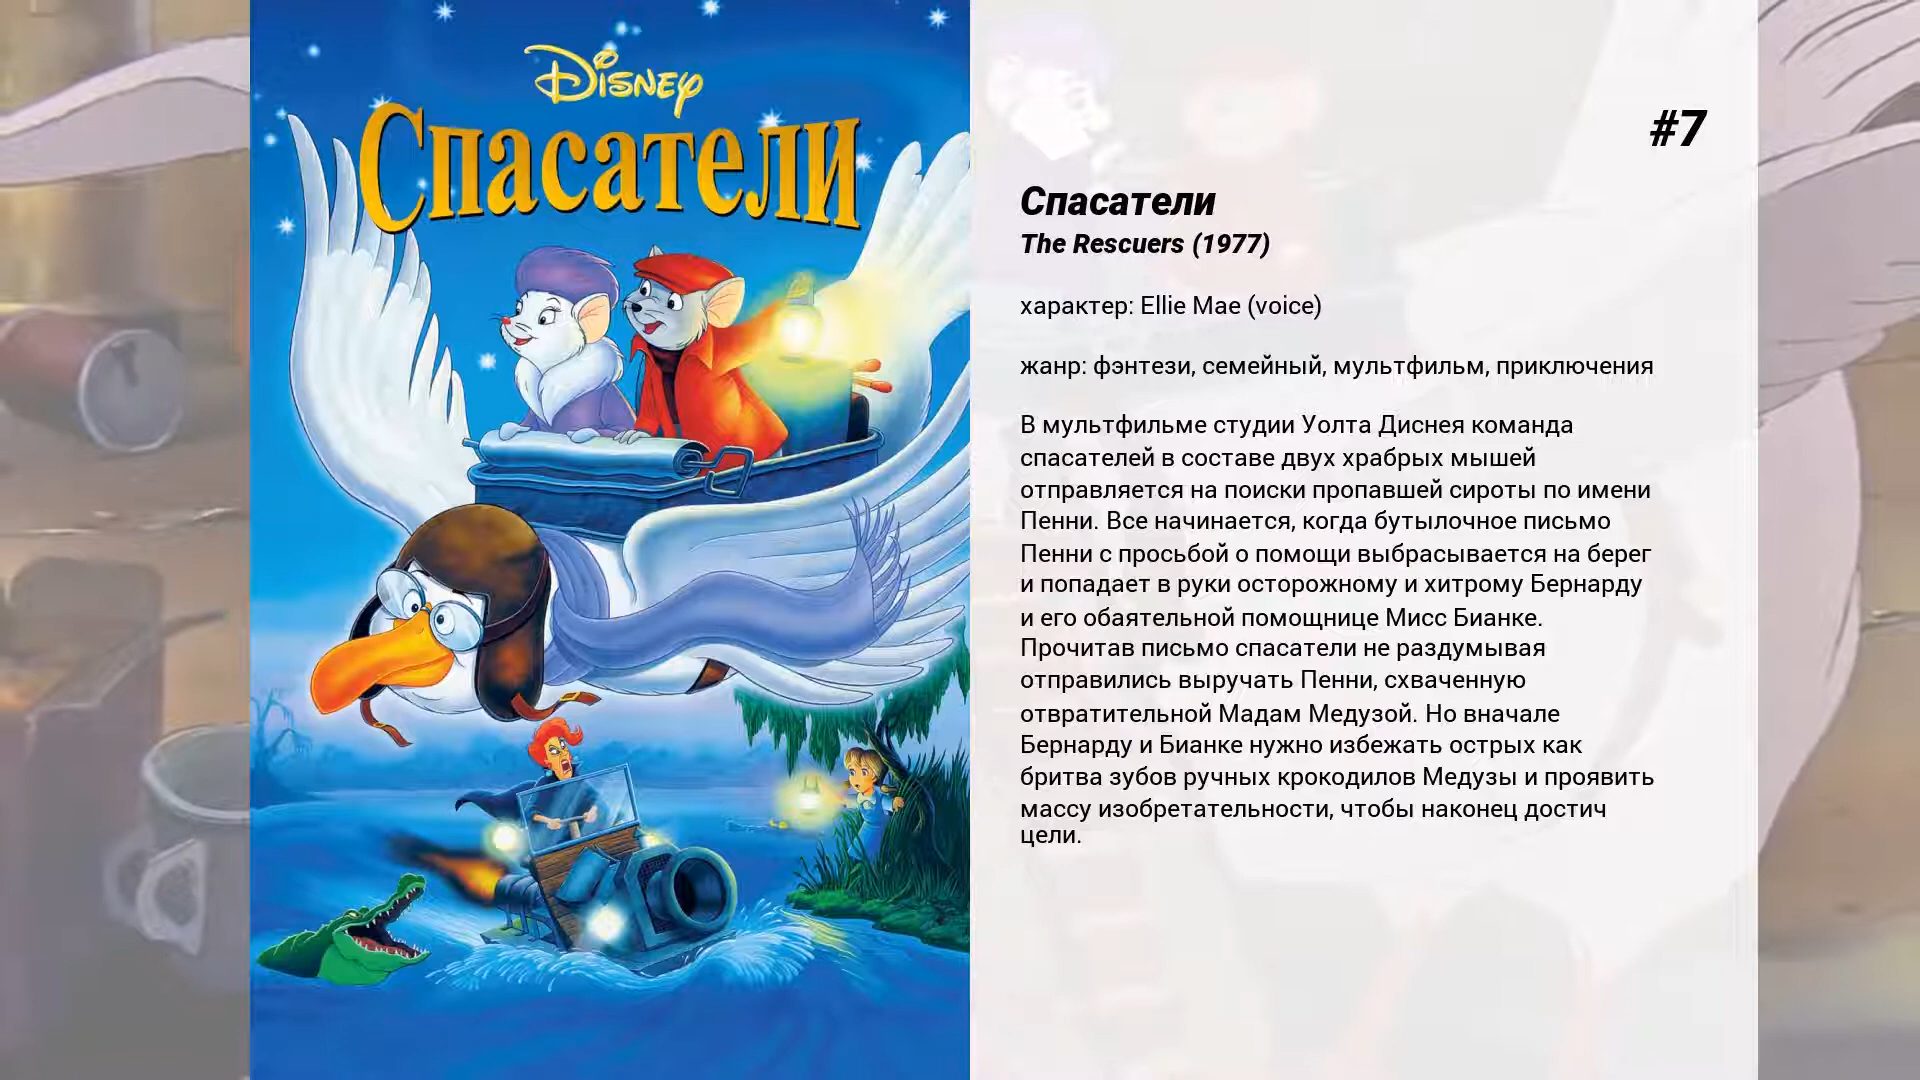 Disney
Спасатели
#7
Спасатели
The Rescuers (1977)
характер: Ellie Mae (voice)
жанр: фэнтези, семейный, мультфильм, приключения
В мультфильме студии Уолта Диснея команда
спасателей в составе двух храбрых мышей
отправляется на поиски пропавшей сироты по имени
Пенни. Все начинается, когда бутылочное письмо
Пенни с просьбой о помощи выбрасывается на берег
и попадает в руки осторожному и хитрому Бернарду
и его обаятельной помощнице Мисс Бианке.
Прочитав письмо спасатели не раздумывая
отправились выручать Пенни, схваченную
отвратительной Мадам Медузой. Но вначале
Бернарду и Бианке нужно избежать острых как
бритва зубов ручных крокодилов Медузы и проявить
массу изобретательности, чтобы наконец достич
цели.